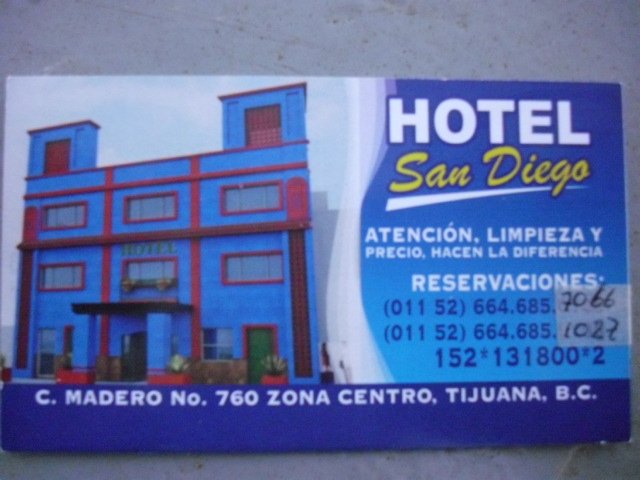 HOTEL
HOTEL
San Diego
ATENCIÓN, LIMPIEZA Y
PRECIO, HACEN LA DIFERENCIA
RESERVACIONES:
(011 52) 664.685.7066
(011 52) 664.685.1027
152*131800*2
C. MADERO No. 760 ZONA CENTRO, TIJUANA, B.C.